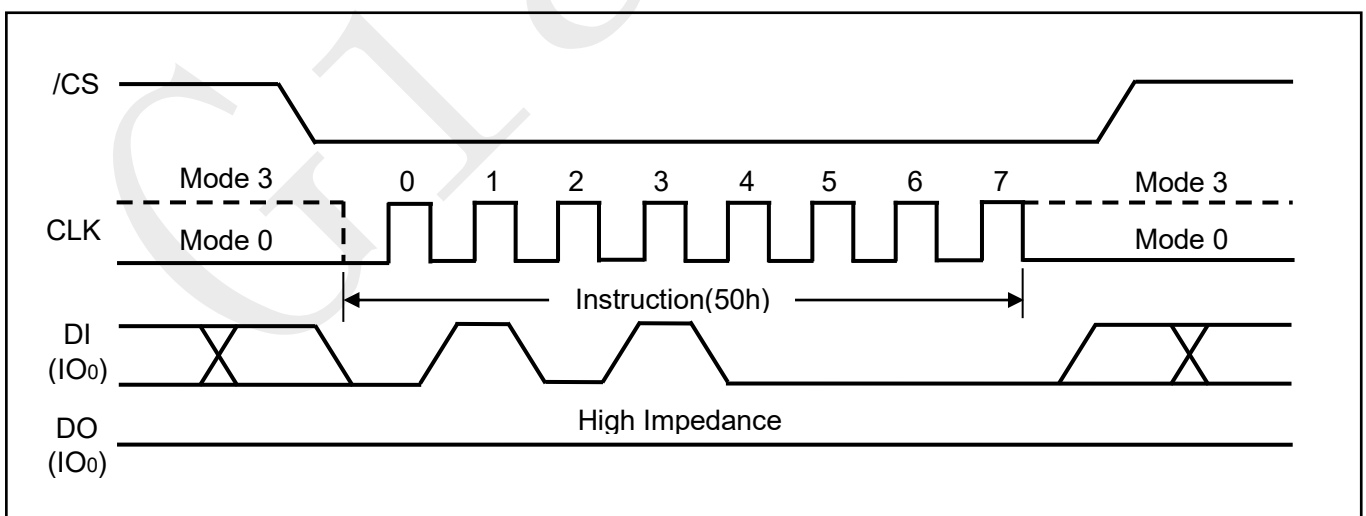 /CS
Mode 3 0 1 2 3 4 5 6 7 Mode 3
CLK
Mode 0 Mode 0
Instruction(50h)
DI
(IO0)
High Impedance
DO
(IO0)